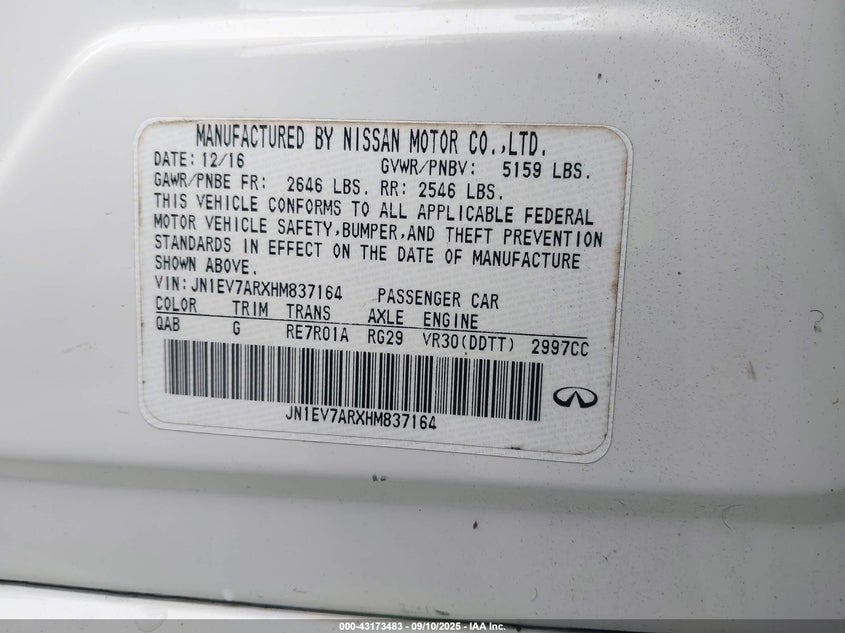 MANUFACTURED BY NISSAN MOTOR CO.,LTD.
DATE: 12/16 GVWR/PNBV: 5159 LBS.
GAWR/PNBE FR: 2646 LBS. RR: 2546 LBS.
THIS VEHICLE CONFORMS TO ALL APPLICABLE FEDERAL
MOTOR VEHICLE SAFETY,BUMPER,AND THEFT PREVENTION
STANDARDS IN EFFECT ON THE DATE OF MANUFACTURE
SHOWN ABOVE.
VIN:JN1EV7ARXHM837164 PASSENGER CAR
COLOR TRIM TRANS AXLE ENGINE
QAB G RE7R01A RG29 VR30(DDTT) 2997CC
JN1EV7ARXHM837164
000-43173483 - 09/10/2025 - IAA Inc.